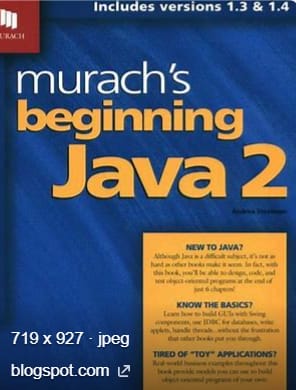 Includes versions 1.3 & 1.4
MURACH
murach's
beginning
Java 2
Andrea Steelman
NEW TO JAVA?
Although Java is a difficult subject, it's not as
hard as other books make it seem. In fact, with
this book, you'll be able to design, code, and
test object-oriented programs at the end of
just 6 chapters!
KNOW THE BASICS?
Learn how to build GUIs with Swing
components, use JDBC for databases, write
applets, handle threads...without the frustration
that other books put you through.
TIRED OF "TOY" APPLICATIONS?
Real-world business examples throughout this
book provide models you can use to build
object-oriented programs of your own.
719 x 927 · jpeg
blogspot.com